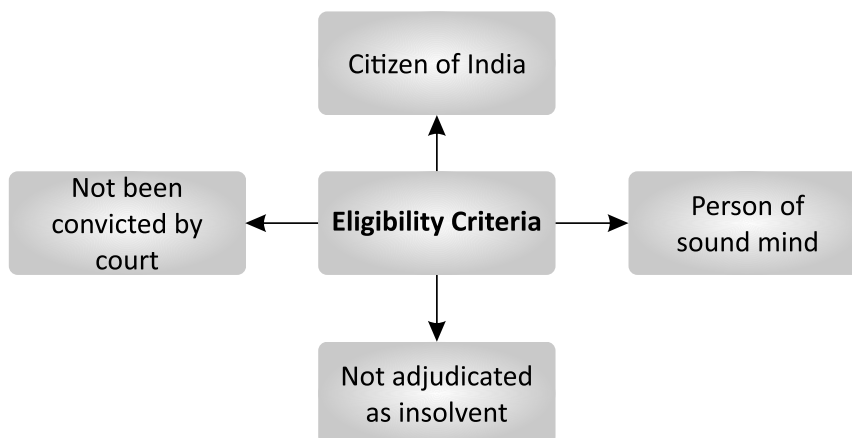 Citizen of India
Not been
convicted by
court
Eligibility Criteria
Person of
sound mind
Not adjudicated
as insolvent